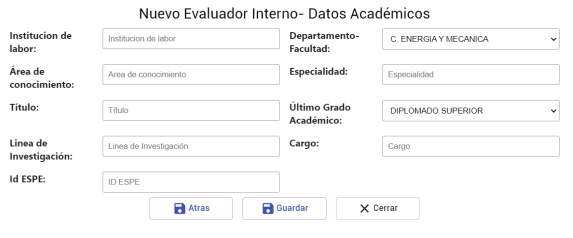 Nuevo Evaluador Interno- Datos Académicos
Institucion de labor:
Institucion de labor
Departamento-Facultad:
C. ENERGIA Y MECANICA
Área de conocimiento:
Area de conocimiento
Especialidad:
Especialidad
Título:
Título
Último Grado Académico:
DIPLOMADO SUPERIOR
Linea de Investigación:
Linea de Investigación
Cargo:
Cargo
Id ESPE:
ID ESPE
Atras
Guardar
Cerrar